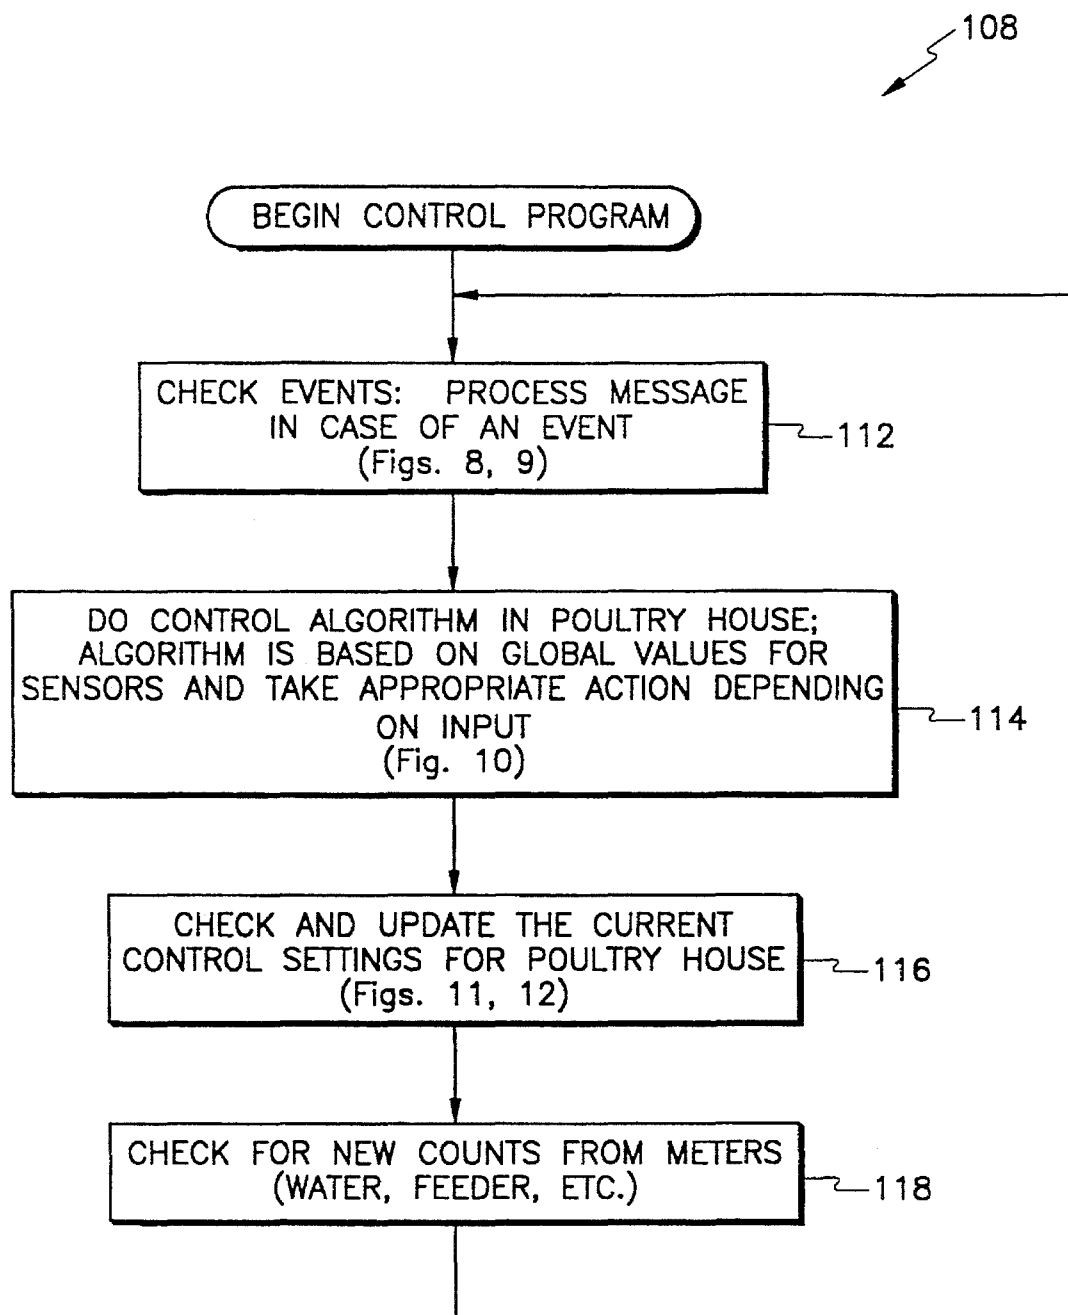 108
BEGIN CONTROL PROGRAM
CHECK EVENTS: PROCESS MESSAGE
IN CASE OF AN EVENT
(Figs. 8, 9)
112
DO CONTROL ALGORITHM IN POULTRY HOUSE;
ALGORITHM IS BASED ON GLOBAL VALUES FOR
SENSORS AND TAKE APPROPRIATE ACTION DEPENDING
ON INPUT
(Fig. 10)
114
CHECK AND UPDATE THE CURRENT
CONTROL SETTINGS FOR POULTRY HOUSE
(Figs. 11, 12)
116
CHECK FOR NEW COUNTS FROM METERS
(WATER, FEEDER, ETC.)
118